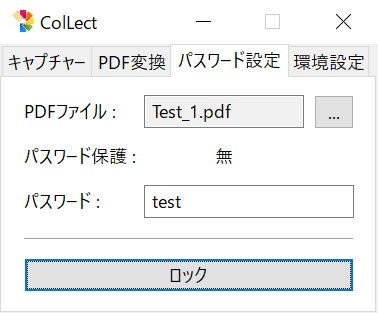 ColLect
キャプチャー PDF変換 パスワード設定 環境設定
PDFファイル : Test_1.pdf ...
パスワード保護 : 無
パスワード : test
ロック